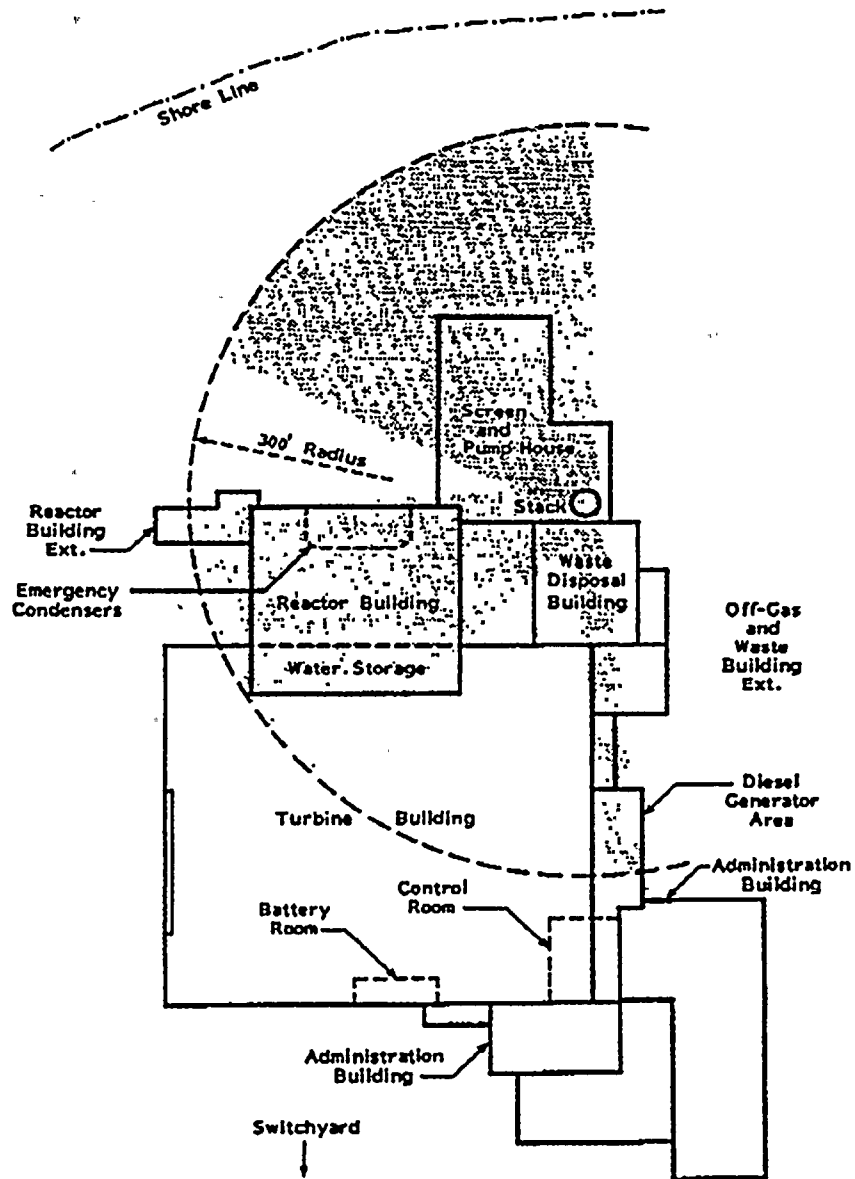 Shore Line
Screen
and
Pump House
300' Radius
Stack
Reactor
Building
Ext.
Emergency
Condensers
Reactor Building
Waste
Disposal
Building
Off-Gas
and
Waste
Building
Ext.
Water Storage
Diesel
Generator
Area
Turbine Building
Administration
Building
Control
Room
Battery
Room
Administration
Building
Switchyard